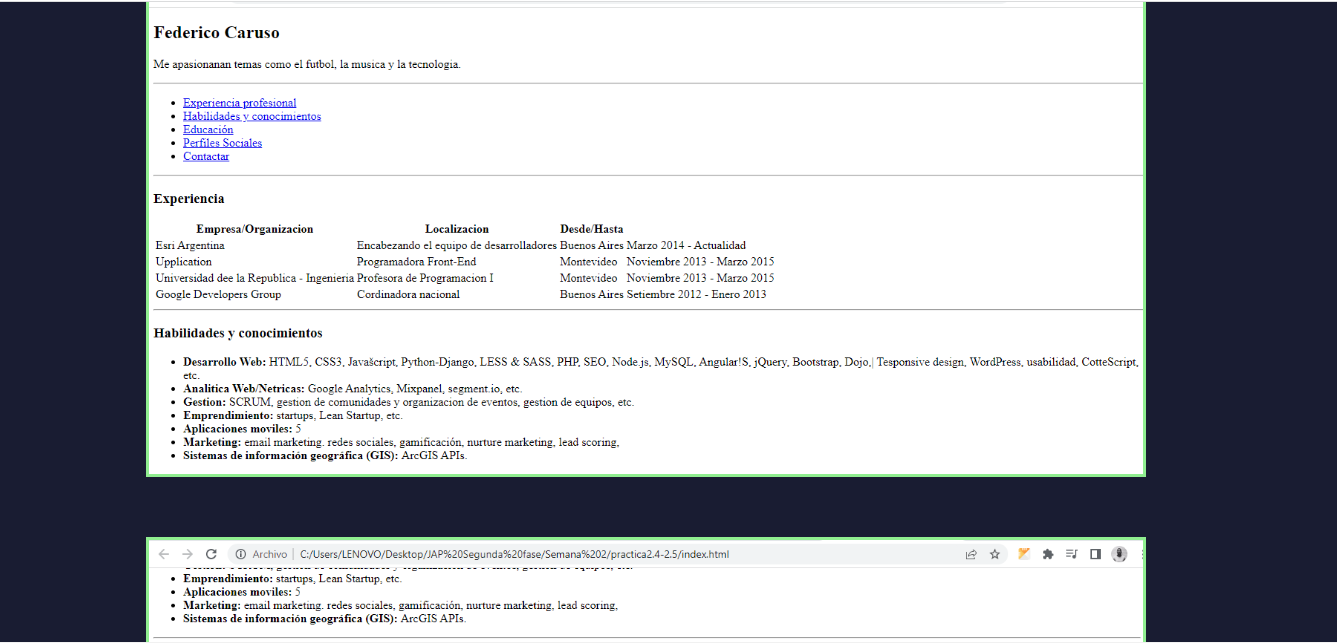 Federico Caruso
Me apasionanan temas como el futbol, la musica y la tecnologia.
Experiencia profesional
Habilidades y conocimientos
Educación
Perfiles Sociales
Contactar
Experiencia
Empresa/Organizacion Localizacion Desde/Hasta
Esri Argentina Encabezando el equipo de desarrolladores Buenos Aires Marzo 2014 - Actualidad
Upplication Programadora Front-End Montevideo Noviembre 2013 - Marzo 2015
Universidad dee la Republica - Ingenieria Profesora de Programacion I Montevideo Noviembre 2013 - Marzo 2015
Google Developers Group Cordinadora nacional Buenos Aires Setiembre 2012 - Enero 2013
Habilidades y conocimientos
Desarrollo Web: HTML5, CSS3, Javašcript, Python-Django, LESS & SASS, PHP, SEO, Node.js, MySQL, Angular!S, jQuery, Bootstrap, Dojo,| Tesponsive design, WordPress, usabilidad, CotteScript,
etc.
Analitica Web/Netricas: Google Analytics, Mixpanel, segment.io, etc.
Gestion: SCRUM, gestion de comunidades y organizacion de eventos, gestion de equipos, etc.
Emprendimiento: startups, Lean Startup, etc.
Aplicaciones moviles: 5
Marketing: email marketing. redes sociales, gamificación, nurture marketing, lead scoring,
Sistemas de información geográfica (GIS): ArcGIS APIs.
Archivo | C:/Users/LENOVO/Desktop/JAP%20Segunda%20fase/Semana%202/practica2.4-2.5/index.html
Emprendimiento: startups, Lean Startup, etc.
Aplicaciones moviles: 5
Marketing: email marketing. redes sociales, gamificación, nurture marketing, lead scoring,
Sistemas de información geográfica (GIS): ArcGIS APIs.